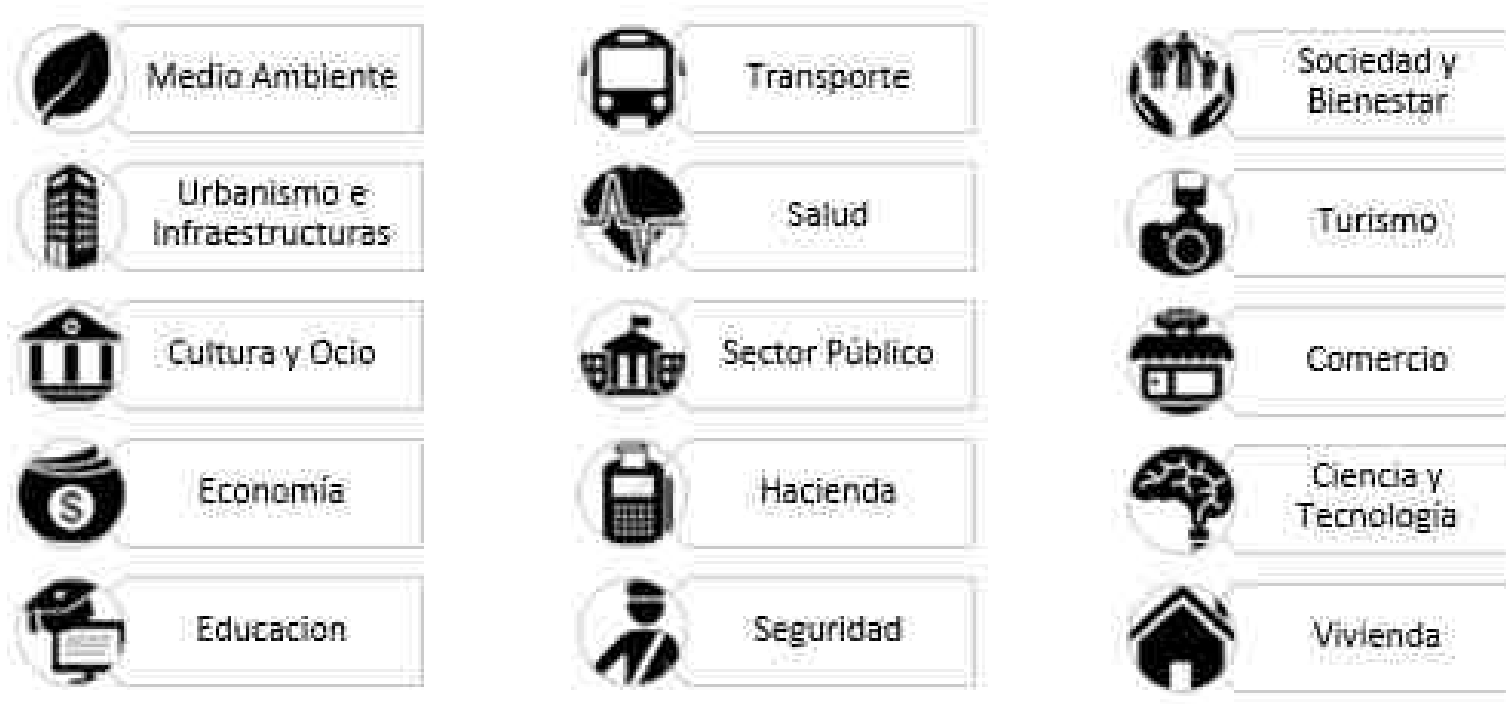 Medio Ambiente
Urbanismo e
Infraestructuras
Cultura y Ocio
Economía
Educacion
Transporte
Salud
Sector Público
Hacienda
Seguridad
Sociedad y
Bienestar
Turismo
Comercio
Ciencia y
Tecnología
Vivienda